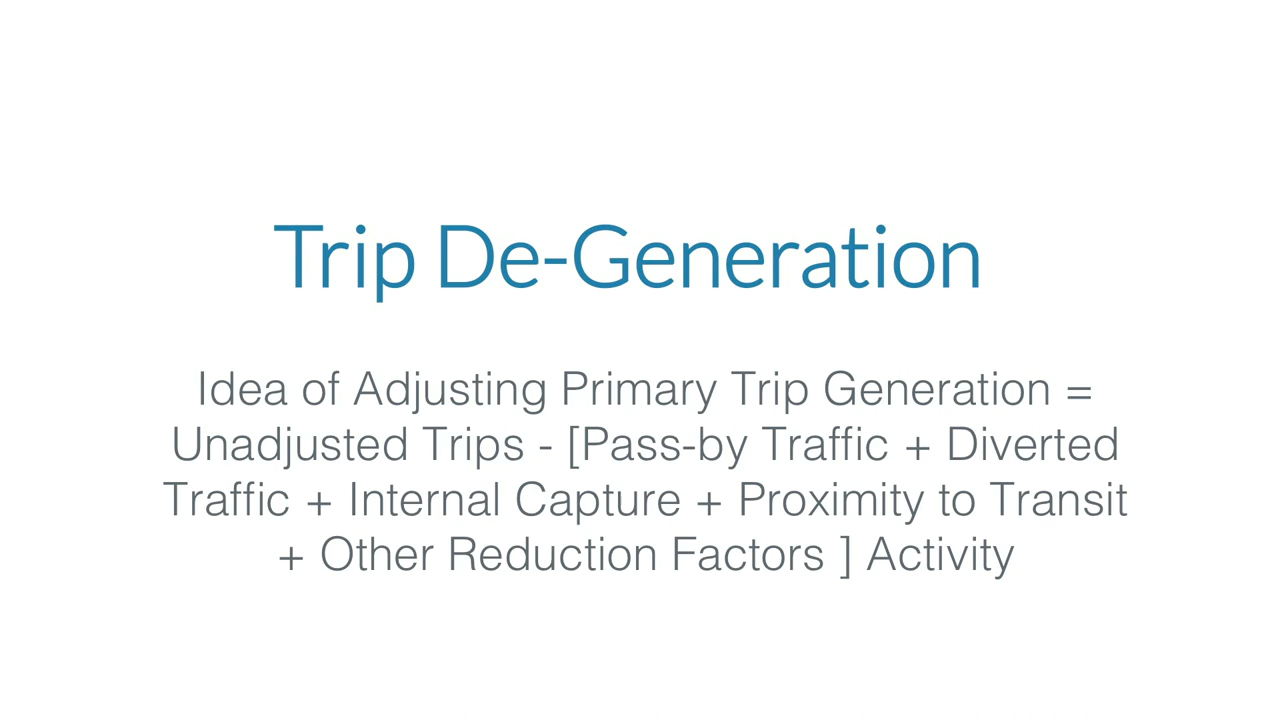 Trip De-Generation
Idea of Adjusting Primary Trip Generation =
Unadjusted Trips - [Pass-by Traffic + Diverted
Traffic + Internal Capture + Proximity to Transit
+ Other Reduction Factors ] Activity